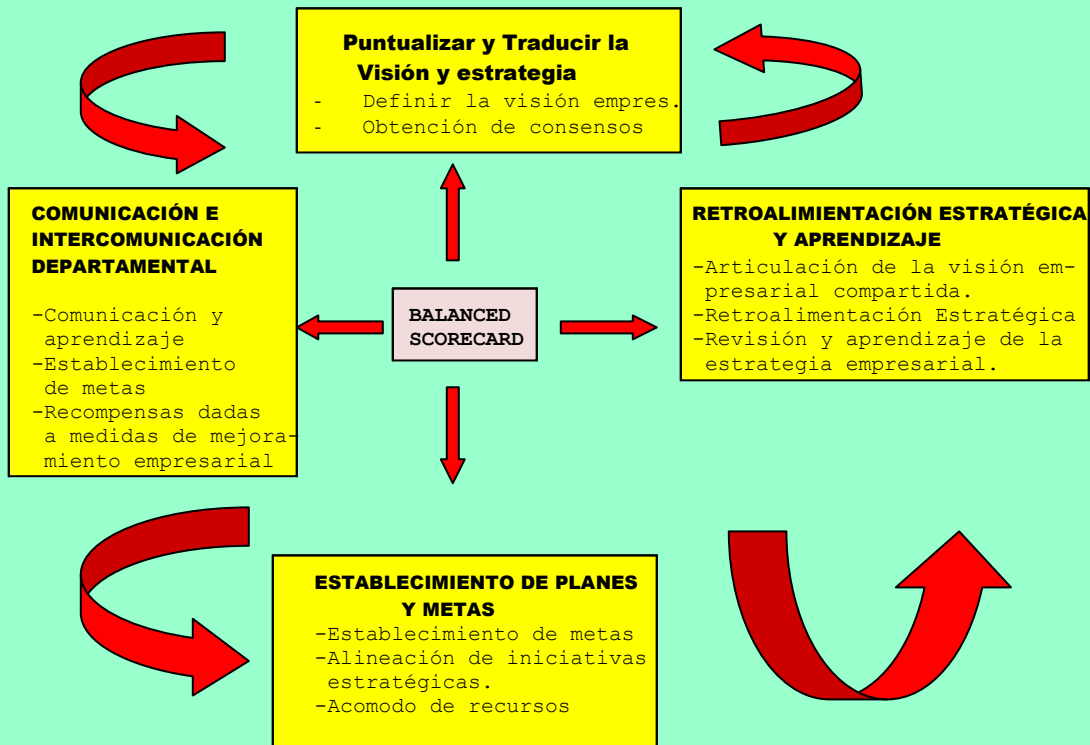 Puntualizar y Traducir la
Visión y estrategia
- Definir la visión empres.
- Obtención de consensos
COMUNICACIÓN E
INTERCOMUNICACIÓN
DEPARTAMENTAL
-Comunicación y
aprendizaje
-Establecimiento
de metas
-Recompensas dadas
a medidas de mejora-
miento empresarial
BALANCED
SCORECARD
RETROALIMIENTACIÓN ESTRATÉGICA
Y APRENDIZAJE
-Articulación de la visión em-
presarial compartida.
-Retroalimentación Estratégica
-Revisión y aprendizaje de la
estrategia empresarial.
ESTABLECIMIENTO DE PLANES
Y METAS
-Establecimiento de metas
-Alineación de iniciativas
estratégicas.
-Acomodo de recursos